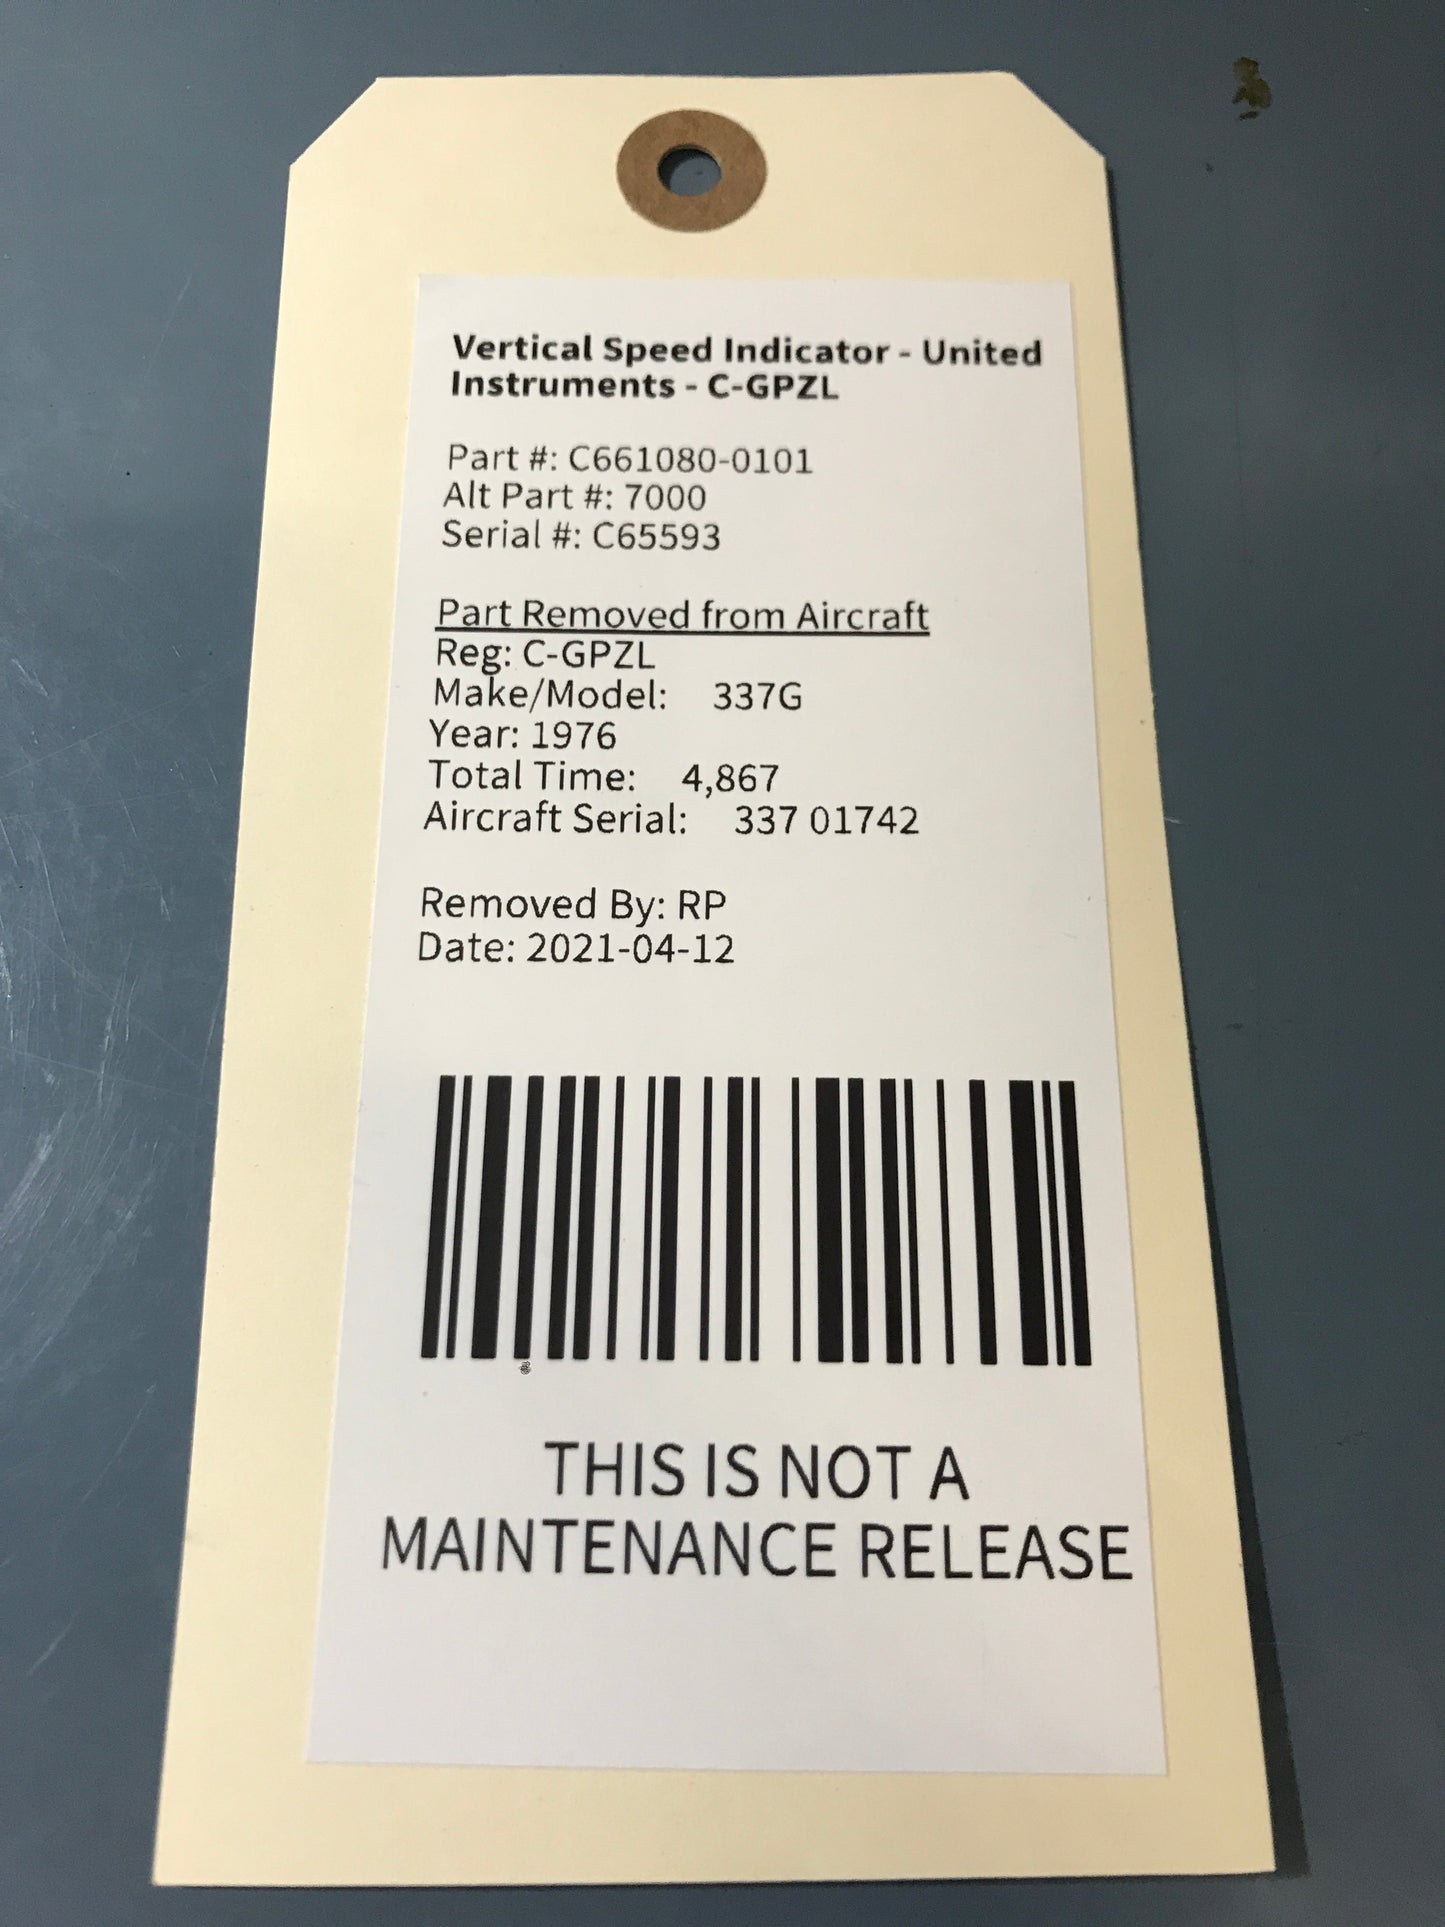 Vertical Speed Indicator - United
Instruments - C-GPZL
Part #: C661080-0101
Alt Part #: 7000
Serial #: C65593
Part Removed from Aircraft
Reg: C-GPZL
Make/Model: 337G
Year: 1976
Total Time: 4,867
Aircraft Serial: 337 01742
Removed By: RP
Date: 2021-04-12
THIS IS NOT A
MAINTENANCE RELEASE